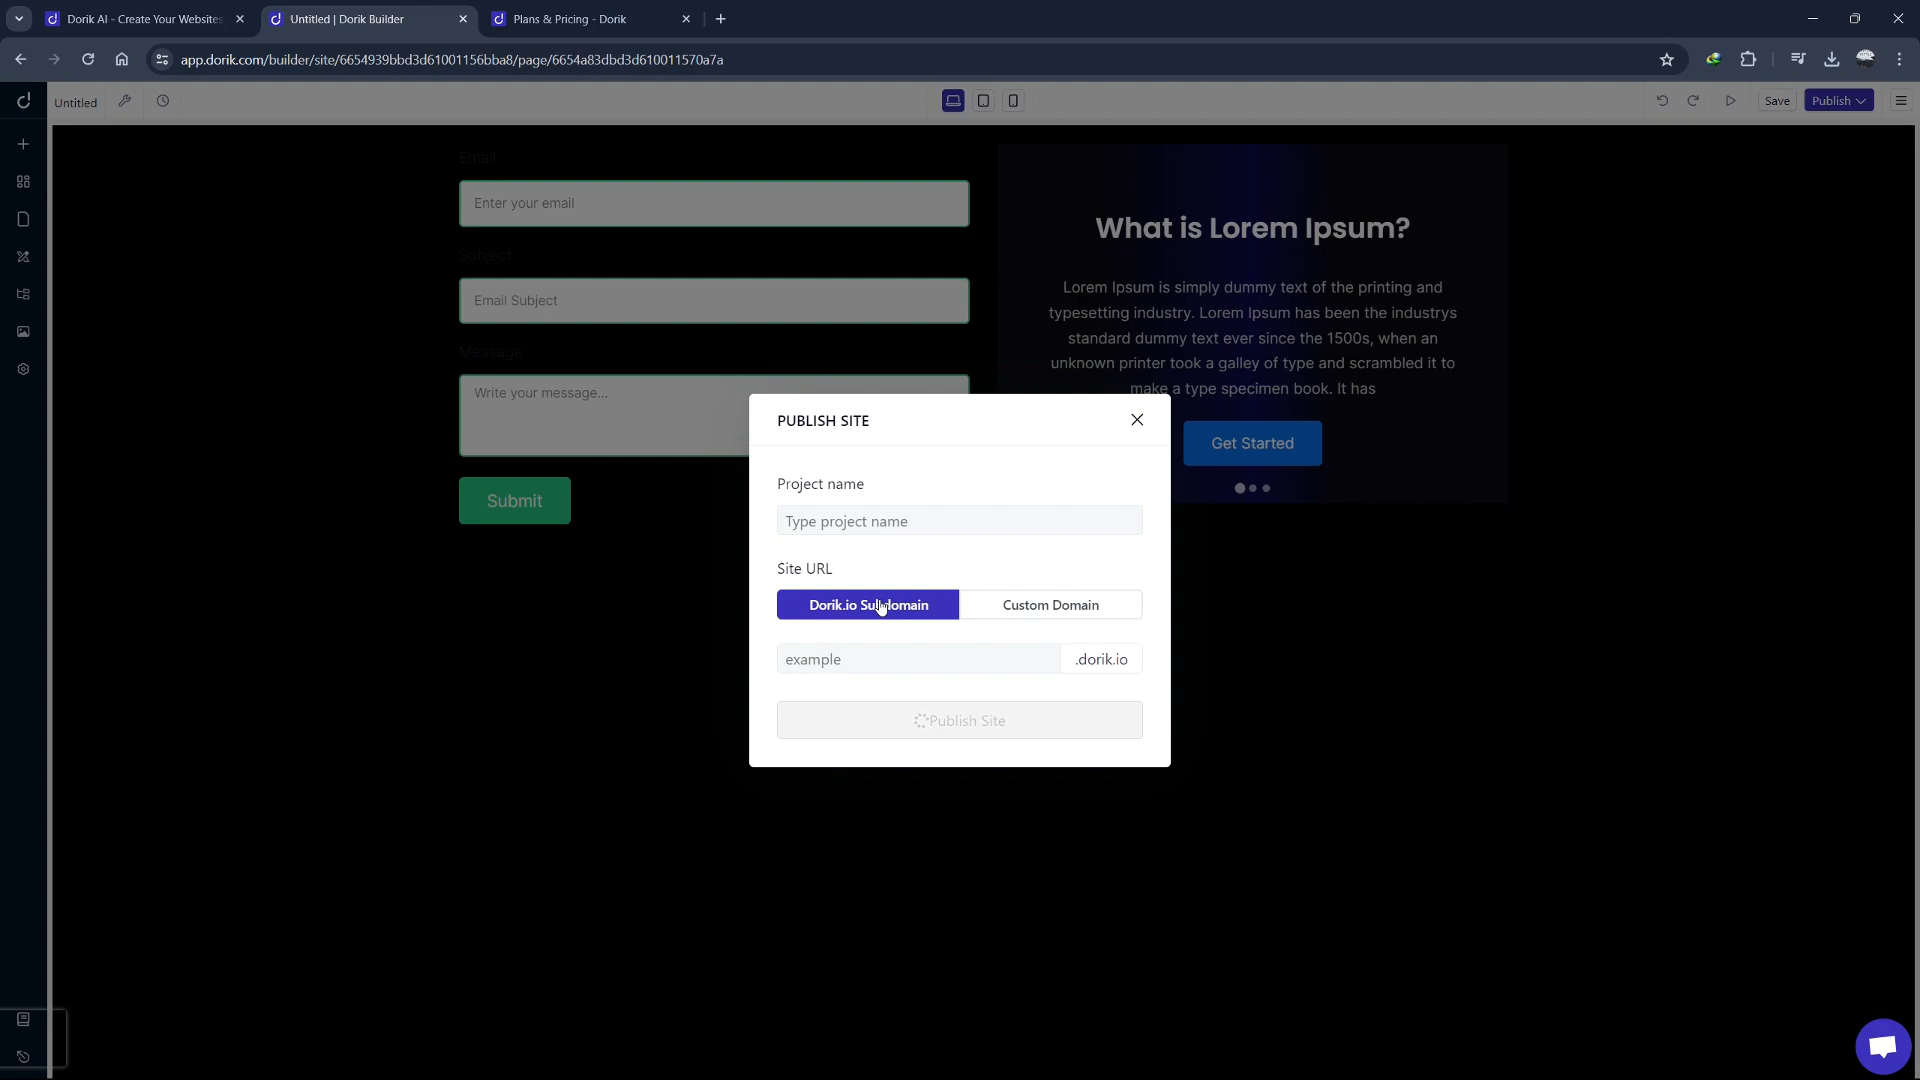 Dorik AI - Create Your Websites
Untitled | Dorik Builder
Plans & Pricing - Dorik
app.dorik.com/builder/site/6654939bbd3d61001156bba8/page/6654a83dbd3d610011570a7a
Untitled
Save
Publish
Email
Enter your email
Subject
Email Subject
Message
Write your message...
Submit
What is Lorem Ipsum?
Lorem Ipsum is simply dummy text of the printing and
typesetting industry. Lorem Ipsum has been the industrys
standard dummy text ever since the 1500s, when an
unknown printer took a galley of type and scrambled it to
make a type specimen book. It has
Get Started
PUBLISH SITE
Project name
Type project name
Site URL
Dorik.io Subdomain
Custom Domain
example
.dorik.io
Publish Site